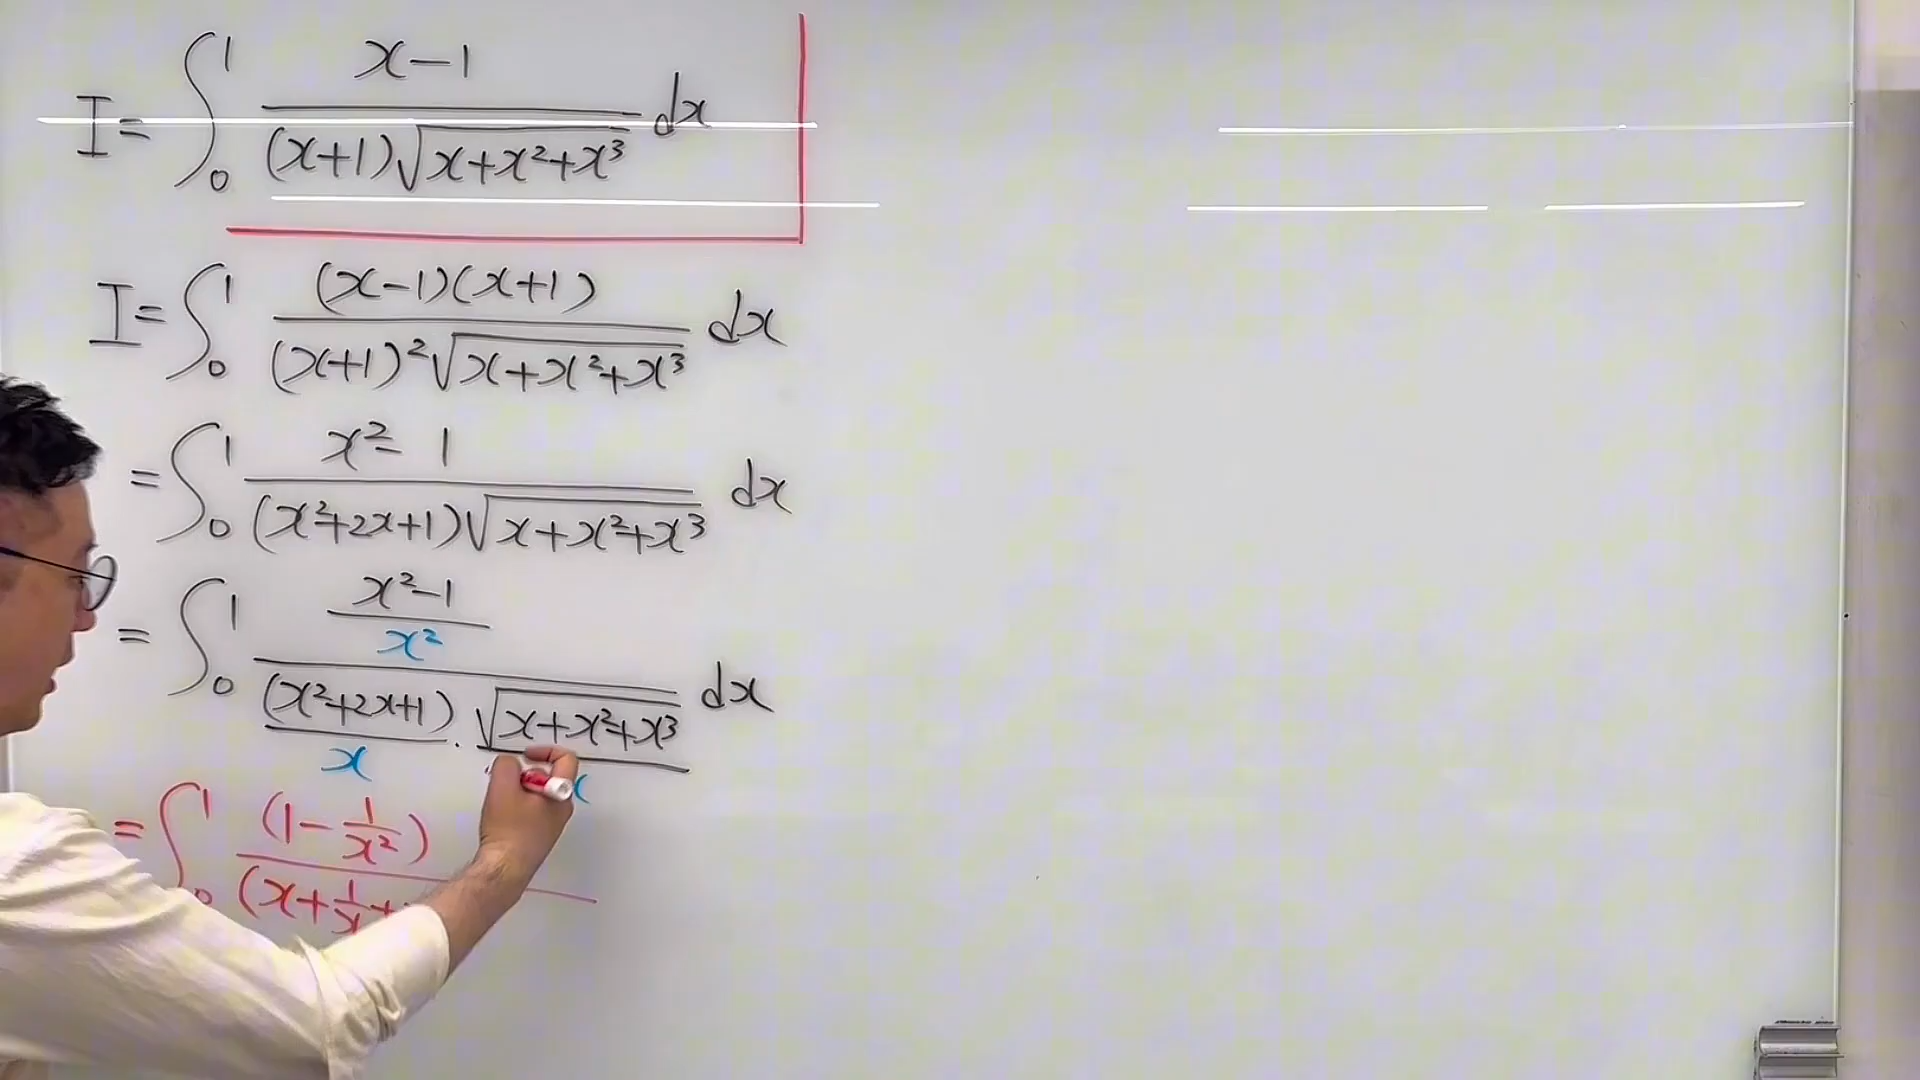 I = ∫₀¹ (x-1)/((x+1)√(x+x²+x³)) dx
I = ∫₀¹ ((x-1)(x+1))/((x+1)²√(x+x²+x³)) dx
= ∫₀¹ (x²-1)/((x²+2x+1)√(x+x²+x³)) dx
= ∫₀¹ ((x²-1)/x²)/((x²+2x+1)/x · √(x+x²+x³)/x) dx
= ∫₀¹ (1-1/x²)/(x+1/x+